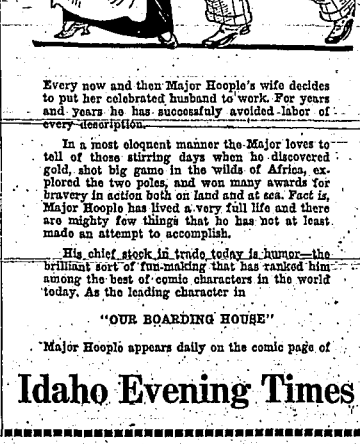 Every now and then Major Hoople's wife decides
to put her celebrated husband to work. For years
and years he has successfuly avoided labor of
every description.
In a most eloquent manner the Major loves to
tell of those stirring days when he discovered
gold, shot big game in the wilds of Africa, ex-
plored the two poles, and won many awards for
bravery in action both on land and at sea. Fact is,
Major Hoople has lived a very full life and there
are mighty few things that he has not at least
made an attempt to accomplish.
His chief stock in trade today is humor—the
brilliant sort of fun-making that has ranked him
among the best of comic characters in the world
today. As the leading character in
"OUR BOARDING HOUSE"
Major Hoople appears daily on the comic page of
Idaho Evening Times